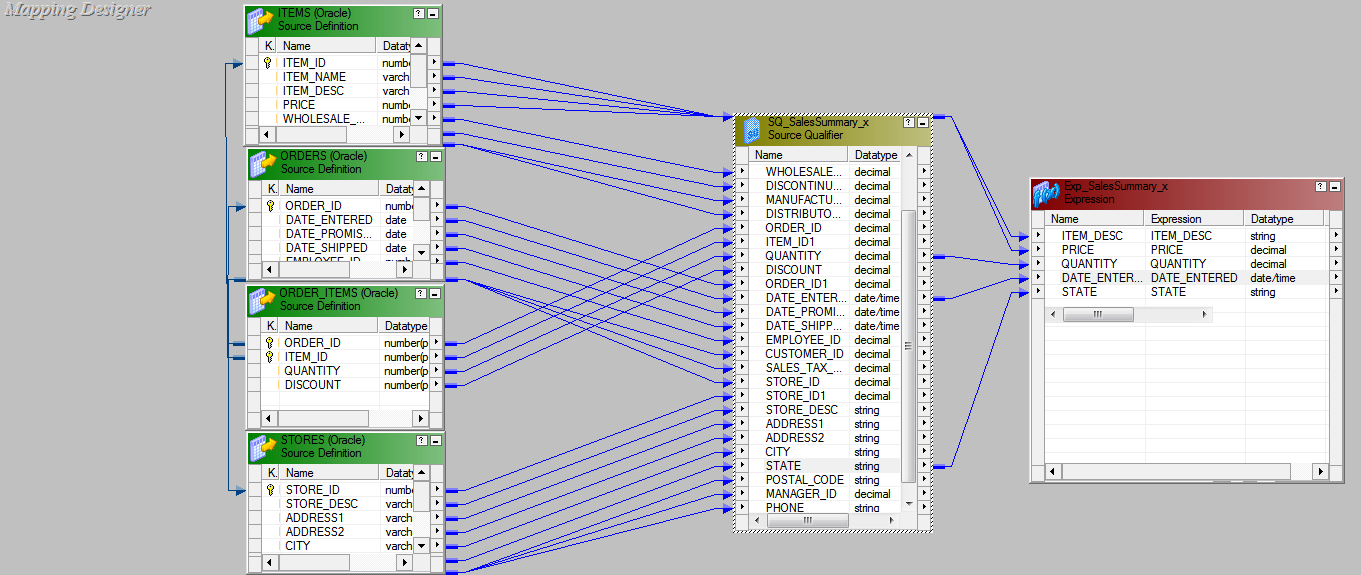 Mapping Designer
ITEMS (Oracle)
Source Definition
K. Name Dataty
ITEM_ID numbe
ITEM_NAME varch
ITEM_DESC varch
PRICE numbe
WHOLESALE_... numbe
ORDERS (Oracle)
Source Definition
K. Name Dataty
ORDER_ID numbe
DATE_ENTERED date
DATE_PROMIS... date
DATE_SHIPPED date
EMPLOYEE_ID numbe
ORDER_ITEMS (Oracle)
Source Definition
K. Name Datatype
ORDER_ID number(p
ITEM_ID number(p
QUANTITY number(p
DISCOUNT number(p
STORES (Oracle)
Source Definition
K. Name Dataty
STORE_ID numbe
STORE_DESC varch
ADDRESS1 varch
ADDRESS2 varch
CITY varch
SQ_SalesSummary_x
Source Qualifier
Name Datatype
WHOLESALE... decimal
DISCONTINU... decimal
MANUFACTU... decimal
DISTRIBUTO... decimal
ORDER_ID decimal
ITEM_ID1 decimal
QUANTITY decimal
DISCOUNT decimal
ORDER_ID1 decimal
DATE_ENTER... date/time
DATE_PROMI... date/time
DATE_SHIPP... date/time
EMPLOYEE_ID decimal
CUSTOMER_ID decimal
SALES_TAX_... decimal
STORE_ID decimal
STORE_ID1 decimal
STORE_DESC string
ADDRESS1 string
ADDRESS2 string
CITY string
STATE string
POSTAL_CODE string
MANAGER_ID decimal
PHONE string
Exp_SalesSummary_x
Expression
Name Expression Datatype
ITEM_DESC ITEM_DESC string
PRICE PRICE decimal
QUANTITY QUANTITY decimal
DATE_ENTER... DATE_ENTERED date/time
STATE STATE string